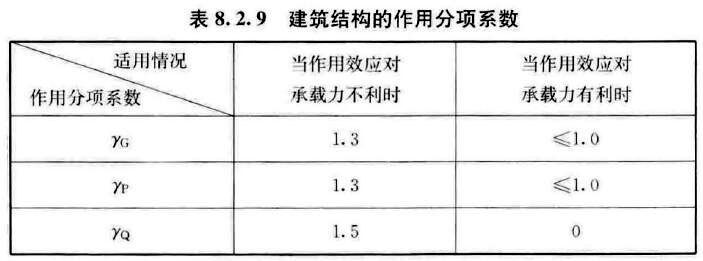 表 8.2.9 建筑结构的作用分项系数
适用情况
作用分项系数
当作用效应对
承载力不利时
当作用效应对
承载力有利时
γG 1.3 ≤1.0
γP 1.3 ≤1.0
γQ 1.5 0